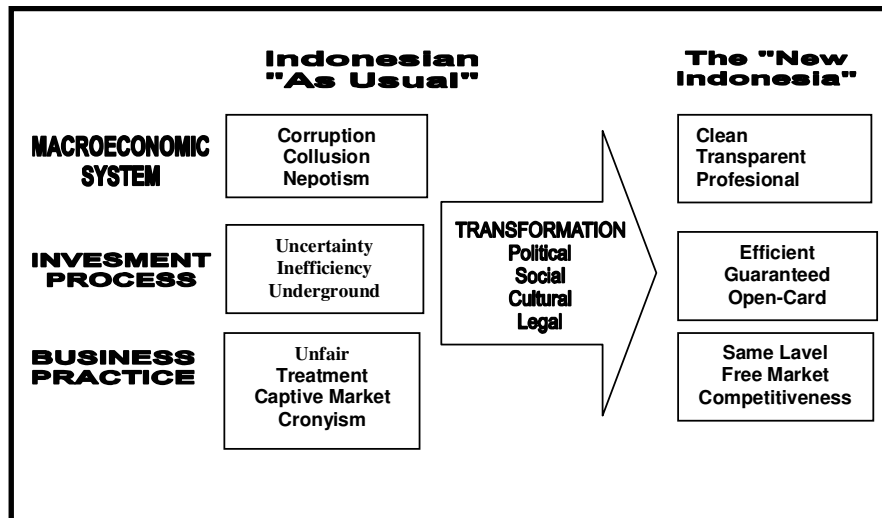 Indonesian
"As Usual"
The "New
Indonesia"
MACROECONOMIC
SYSTEM
Corruption
Collusion
Nepotism
Clean
Transparent
Profesional
INVESMENT
PROCESS
Uncertainty
Inefficiency
Underground
TRANSFORMATION
Political
Social
Cultural
Legal
Efficient
Guaranteed
Open-Card
BUSINESS
PRACTICE
Unfair
Treatment
Captive Market
Cronyism
Same Lavel
Free Market
Competitiveness